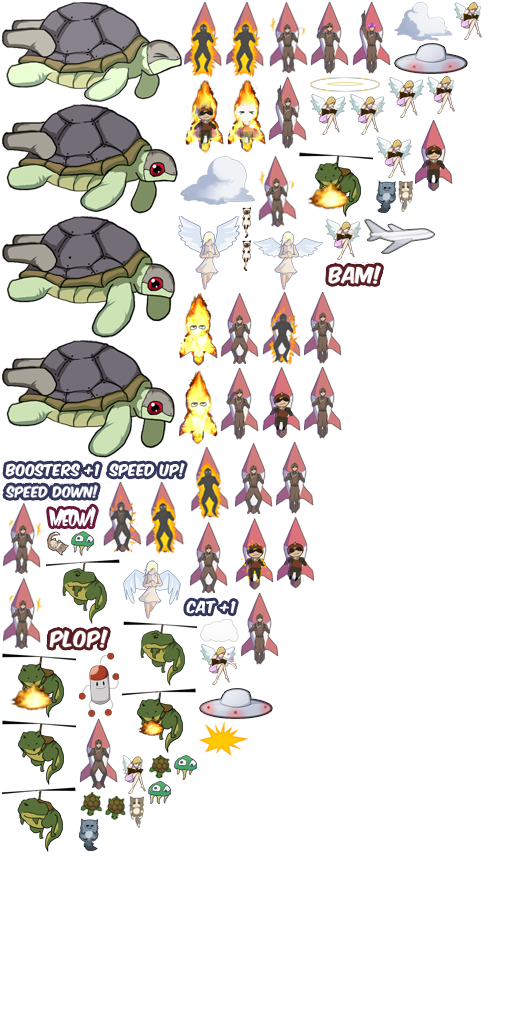 BAM!
BOOSTERS +1 SPEED UP!
SPEED DOWN!
MEOW!
CAT +1
PLOP!